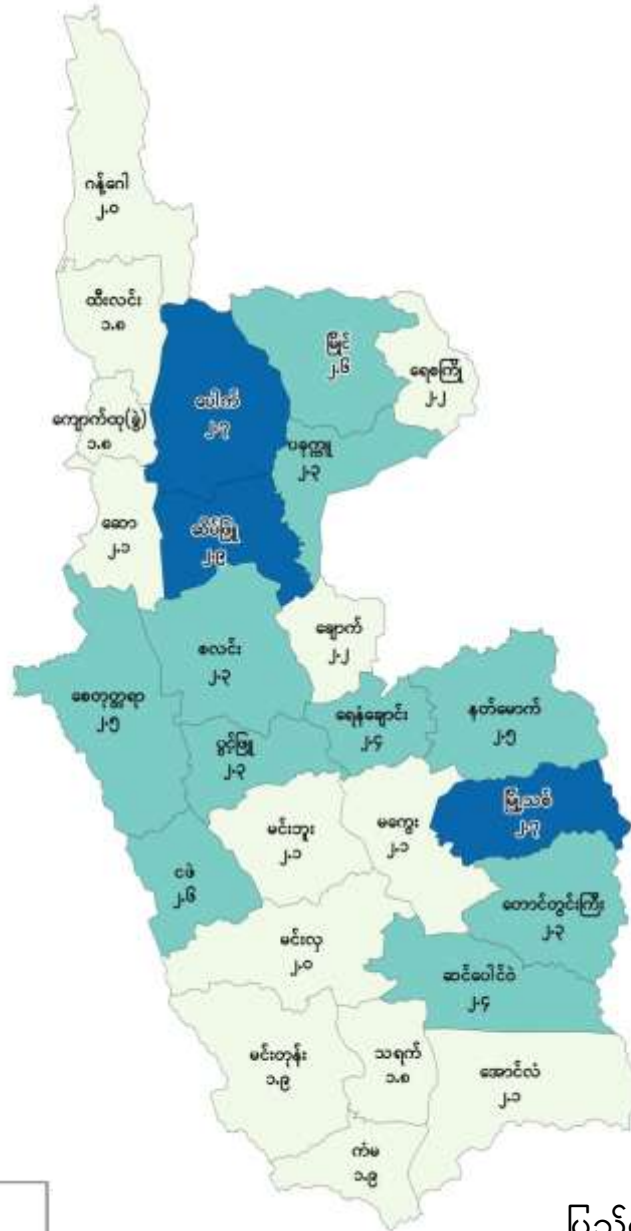 ဂန့်ဂေါ
၂.၀
ထီးလင်း
၁.၈
မြိုင်
၂.၆
ရေစကြို
၂.၂
ပေါက်
၂.၇
ကျောက်ထု(ခွဲ)
၁.၈
ပခုက္ကူ
၂.၃
ဆော
၂.၁
ဆိပ်ဖြူ
၂.၉
ချောက်
၂.၂
စလင်း
၂.၃
စေတုတ္တရာ
၂.၅
ရေနံချောင်း
၂.၄
နတ်မောက်
၂.၅
ပွင့်ဖြူ
၂.၃
မြို့သစ်
၂.၇
မင်းဘူး
၂.၁
မကွေး
၂.၁
ငဖဲ
၂.၆
တောင်တွင်းကြီး
၂.၃
မင်းလှ
၂.၀
ဆင်ပေါင်ဝဲ
၂.၄
မင်းတုန်း
၁.၉
သရက်
၁.၈
အောင်လံ
၂.၁
ကံမ
၁.၉